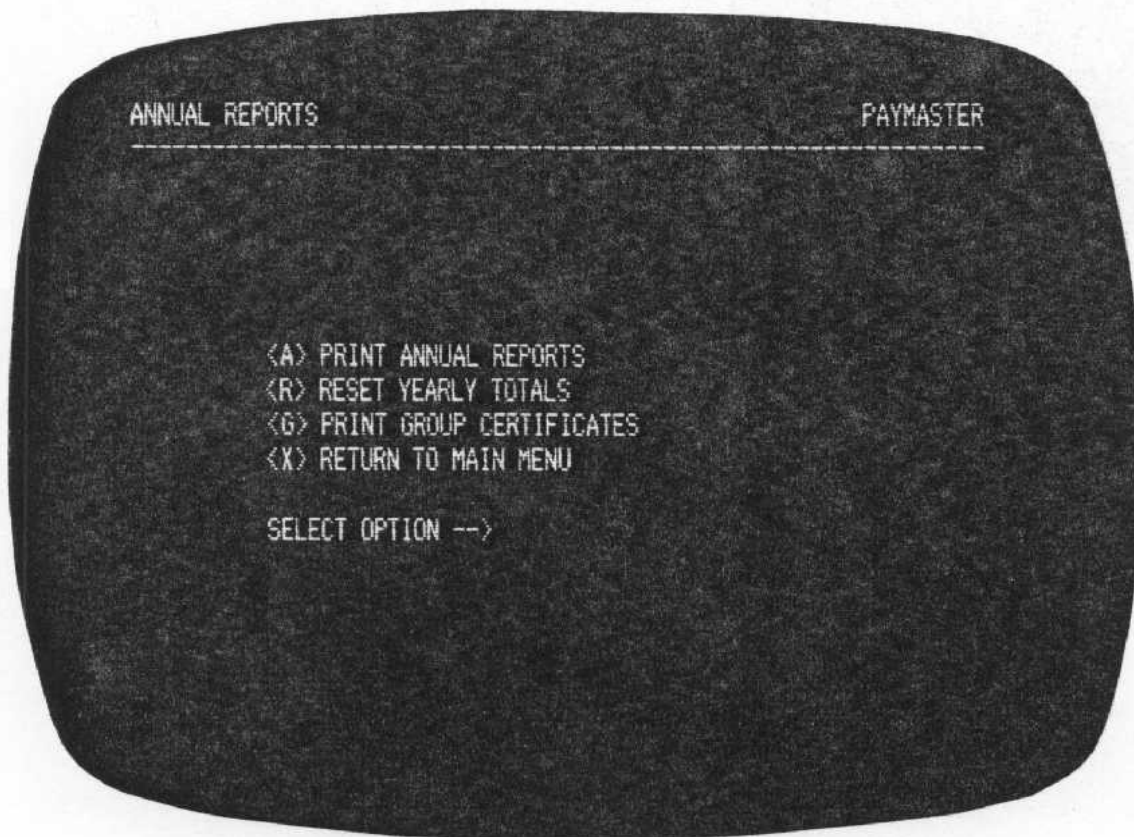 ANNUAL REPORTS PAYMASTER
--------------------------------------------------------------------------------
<A> PRINT ANNUAL REPORTS
<R> RESET YEARLY TOTALS
<G> PRINT GROUP CERTIFICATES
<X> RETURN TO MAIN MENU
SELECT OPTION -->